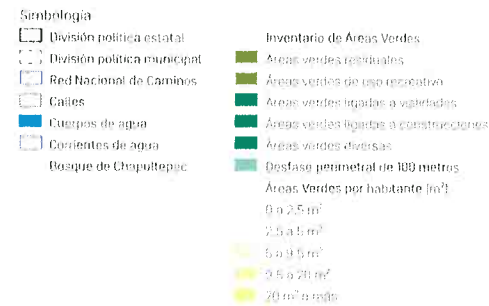 Simbología
División política estatal
División política municipal
Red Nacional de Caminos
Calles
Cuerpos de agua
Corrientes de agua
Bosque de Chapultepec
Inventario de Áreas Verdes
Áreas verdes residuales
Áreas verdes de uso recreativo
Áreas verdes ligadas a vialidades
Áreas verdes ligadas a construcciones
Áreas verdes diversas
Desfase perimetral de 100 metros
Áreas Verdes por habitante (m²)
0 a 2.5 m²
2.5 a 5 m²
5 a 9.5 m²
9.5 a 20 m²
20 m² o más